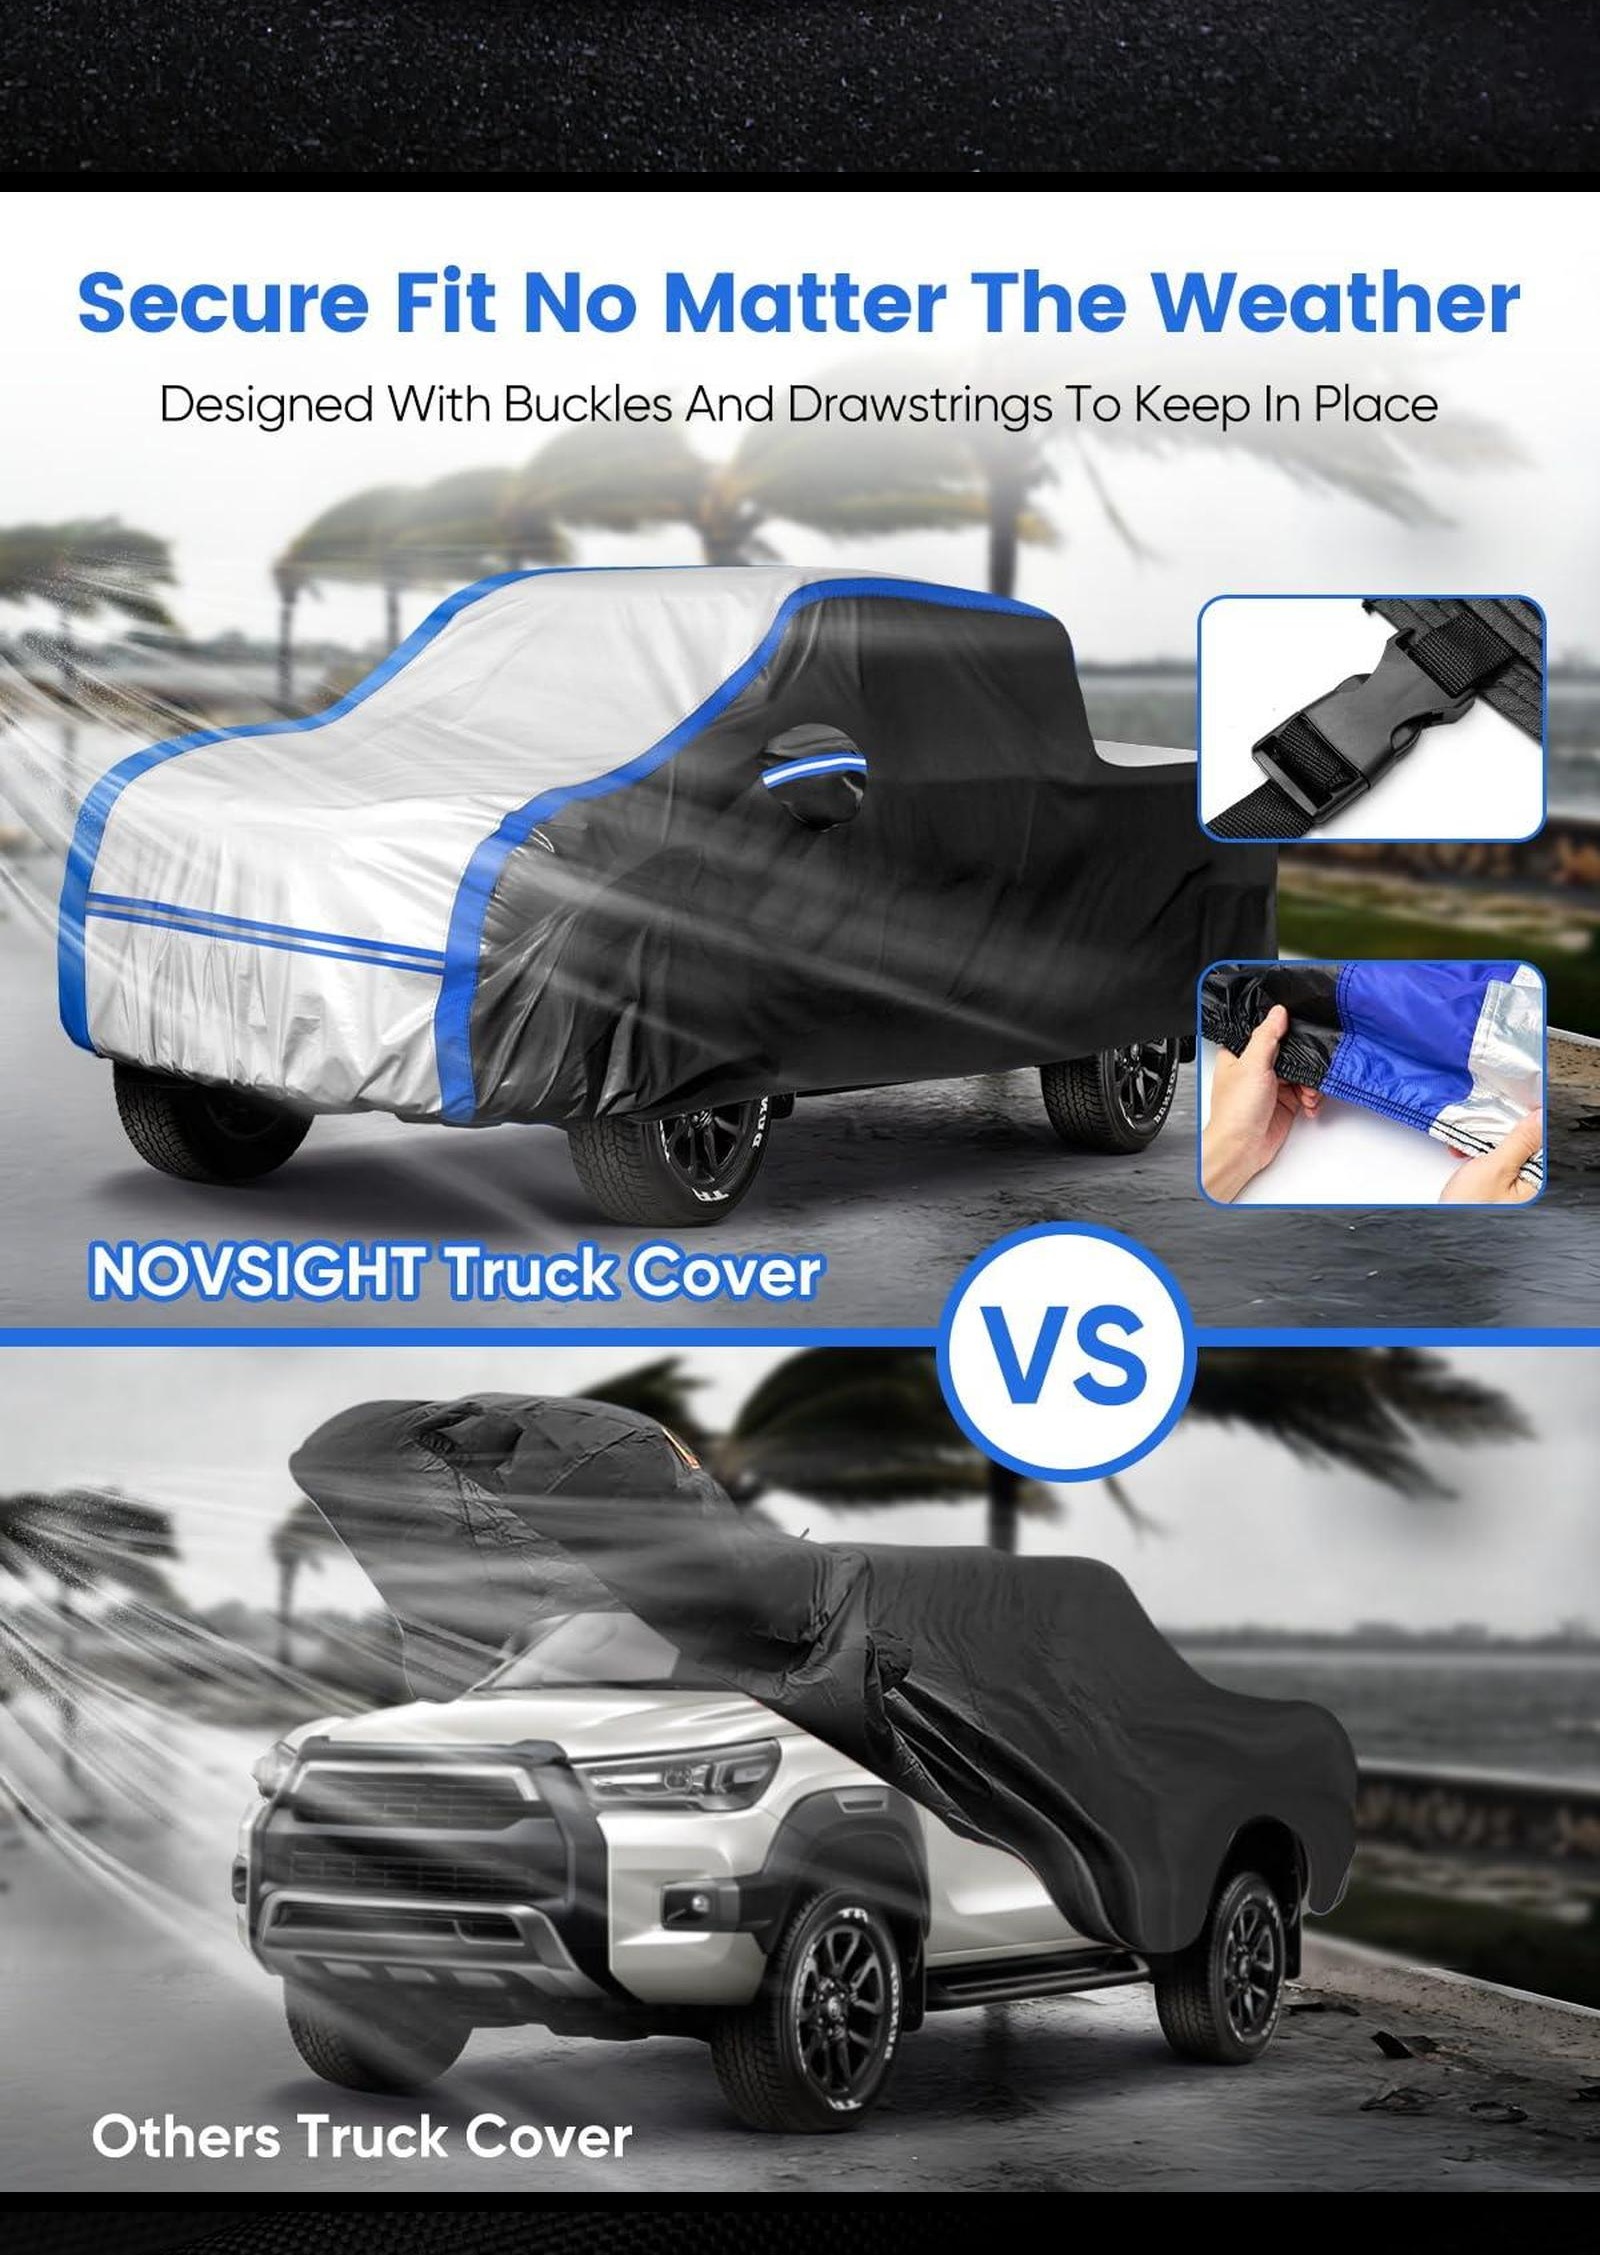 Secure Fit No Matter The Weather
Designed With Buckles And Drawstrings To Keep In Place
NOVSIGHT Truck Cover
VS
Others Truck Cover